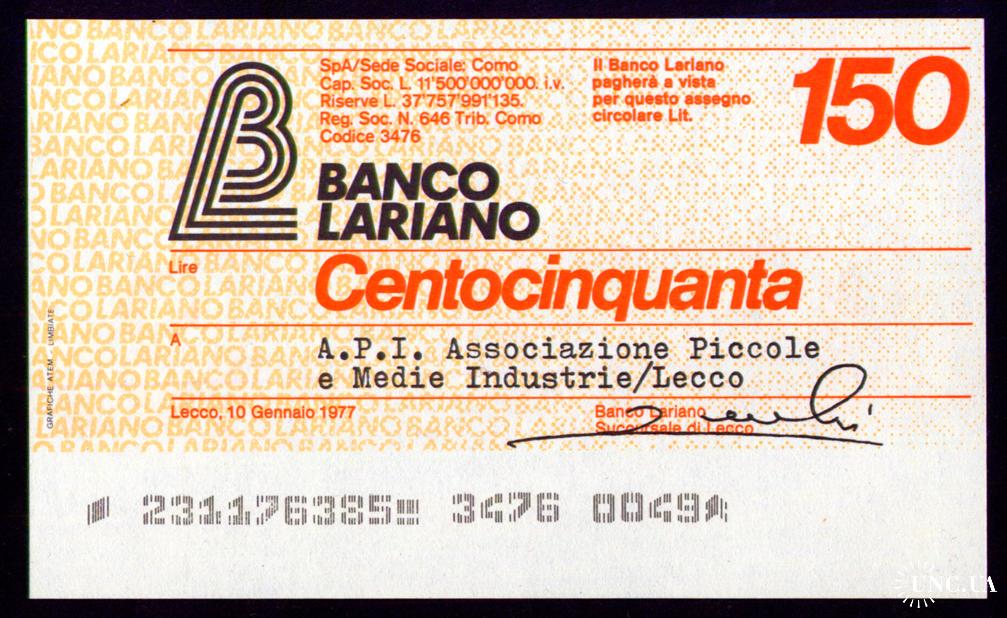 SpA/Sede Sociale: Como
Cap. Soc. L. 11'500'000'000. i.v.
Riserve L. 37'757'991'135.
Reg. Soc. N. 646 Trib. Como
Codice 3476
Il Banco Lariano
pagherà a vista
per questo assegno
circolare Lit.
150
BANCO
LARIANO
Lire
Centocinquanta
A
A.P.I. Associazione Piccole
e Medie Industrie/Lecco
Lecco, 10 Gennaio 1977
Banco Lariano
Succursale di Lecco
GRAFICHE ATEM - LIMBIATE
231176385 3476 0049
UNC.UA